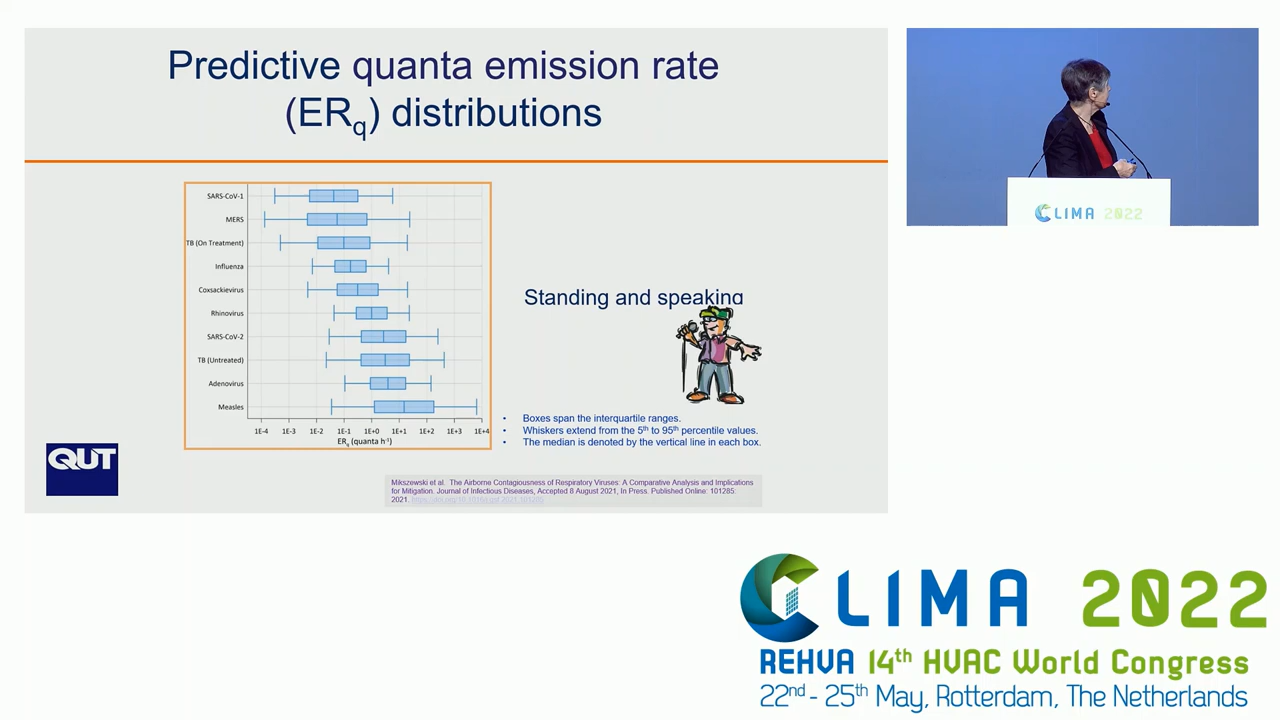 Predictive quanta emission rate
(ERq) distributions
SARS-CoV-1
MERS
TB (On Treatment)
Influenza
Coxsackievirus
Rhinovirus
SARS-CoV-2
TB (Untreated)
Adenovirus
Measles
1E-4 1E-3 1E-2 1E-1 1E+0 1E+1 1E+2 1E+3 1E+4
ERq (quanta h-1)
Standing and speaking
• Boxes span the interquartile ranges.
• Whiskers extend from the 5th to 95th percentile values.
• The median is denoted by the vertical line in each box.
QUT
Mikszewski et al. The Airborne Contagiousness of Respiratory Viruses: A Comparative Analysis and Implications
for Mitigation. Journal of Infectious Diseases, Accepted 8 August 2021, In Press. Published Online: 101285.
2021.
CLIMA 2022
CLIMA 2022
REHVA 14th HVAC World Congress
22nd - 25th May, Rotterdam, The Netherlands